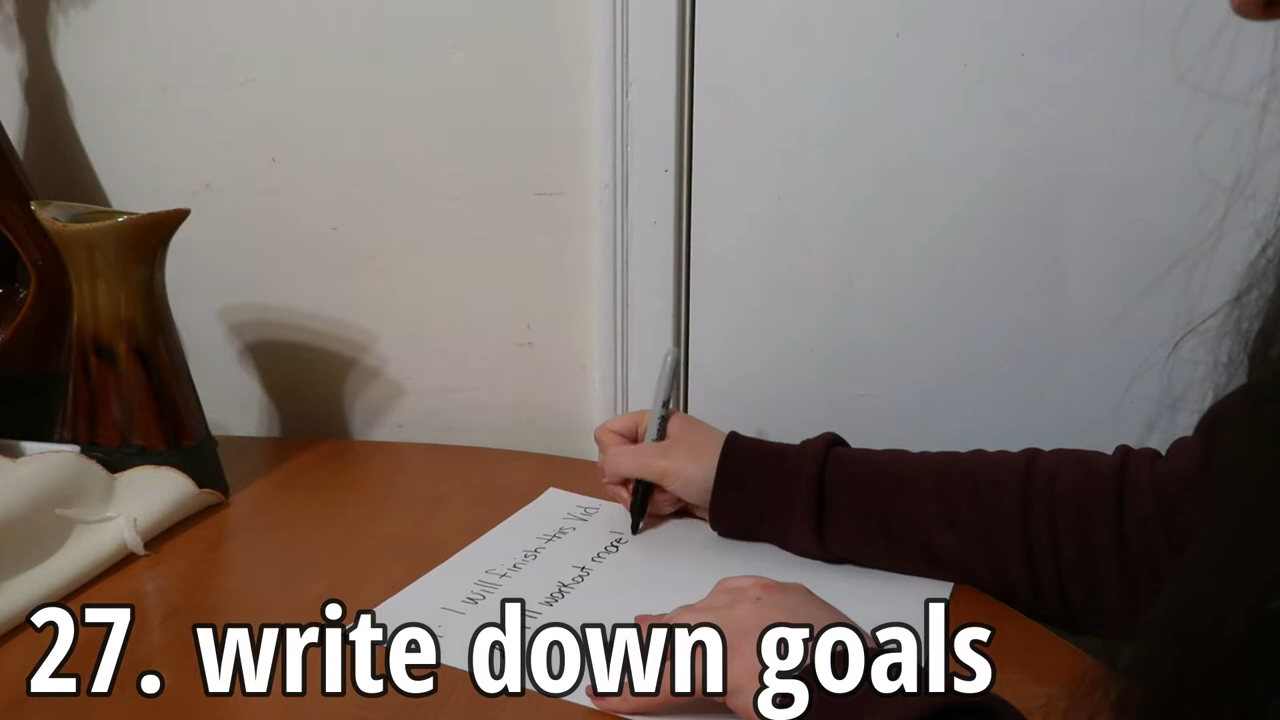 I will finish this Vid.
workout more!
27. write down goals